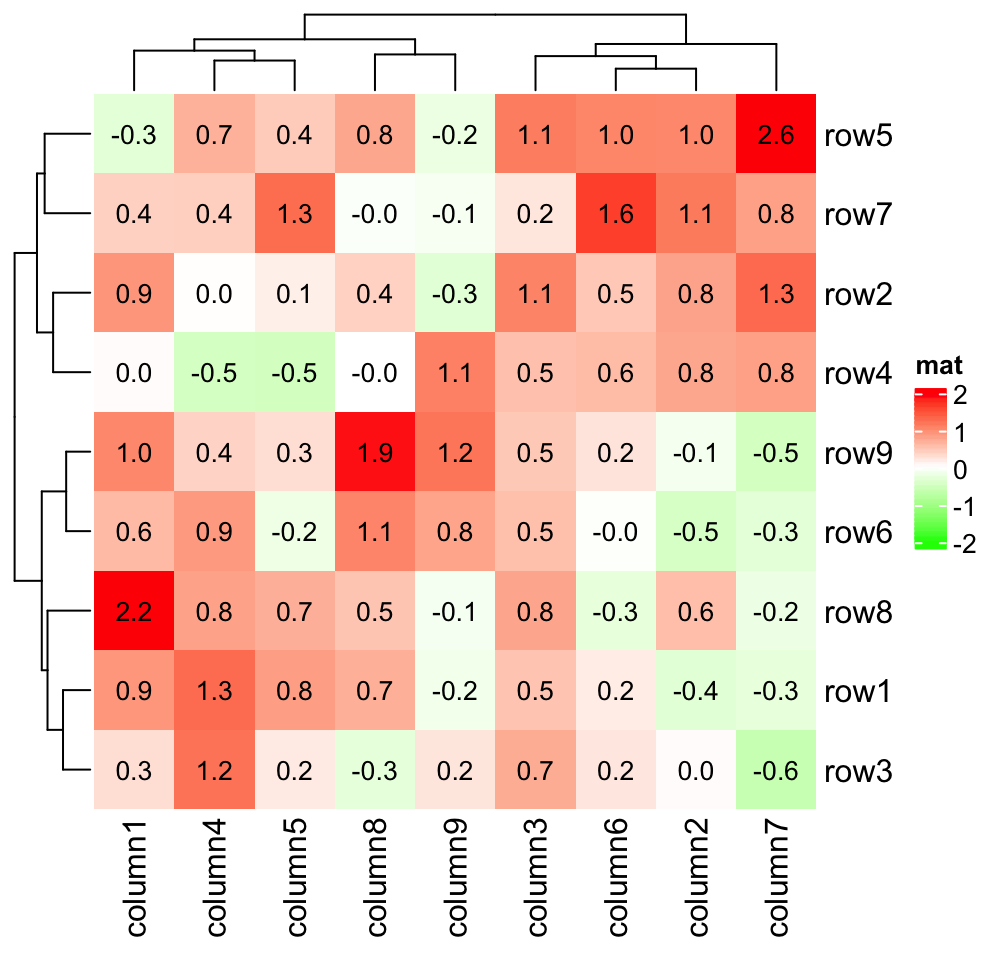 -0.3 0.7 0.4 0.8 -0.2 1.1 1.0 1.0 2.6 row5
0.4 0.4 1.3 -0.0 -0.1 0.2 1.6 1.1 0.8 row7
0.9 0.0 0.1 0.4 -0.3 1.1 0.5 0.8 1.3 row2
0.0 -0.5 -0.5 -0.0 1.1 0.5 0.6 0.8 0.8 row4
1.0 0.4 0.3 1.9 1.2 0.5 0.2 -0.1 -0.5 row9
0.6 0.9 -0.2 1.1 0.8 0.5 -0.0 -0.5 -0.3 row6
2.2 0.8 0.7 0.5 -0.1 0.8 -0.3 0.6 -0.2 row8
0.9 1.3 0.8 0.7 -0.2 0.5 0.2 -0.4 -0.3 row1
0.3 1.2 0.2 -0.3 0.2 0.7 0.2 0.0 -0.6 row3
column1 column4 column5 column8 column9 column3 column6 column2 column7
mat
2
1
0
-1
-2